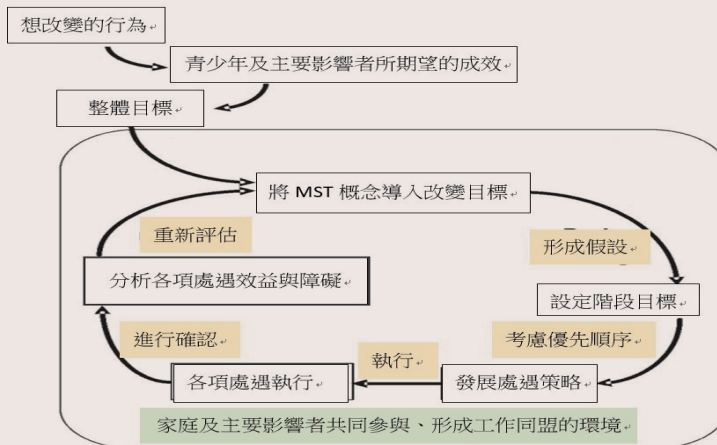 想改變的行為
青少年及主要影響者所期望的成效
整體目標
將 MST 概念導入改變目標
重新評估
形成假設
分析各項處遇效益與障礙
設定階段目標
進行確認
考慮優先順序
執行
各項處遇執行
發展處遇策略
家庭及主要影響者共同參與、形成工作同盟的環境